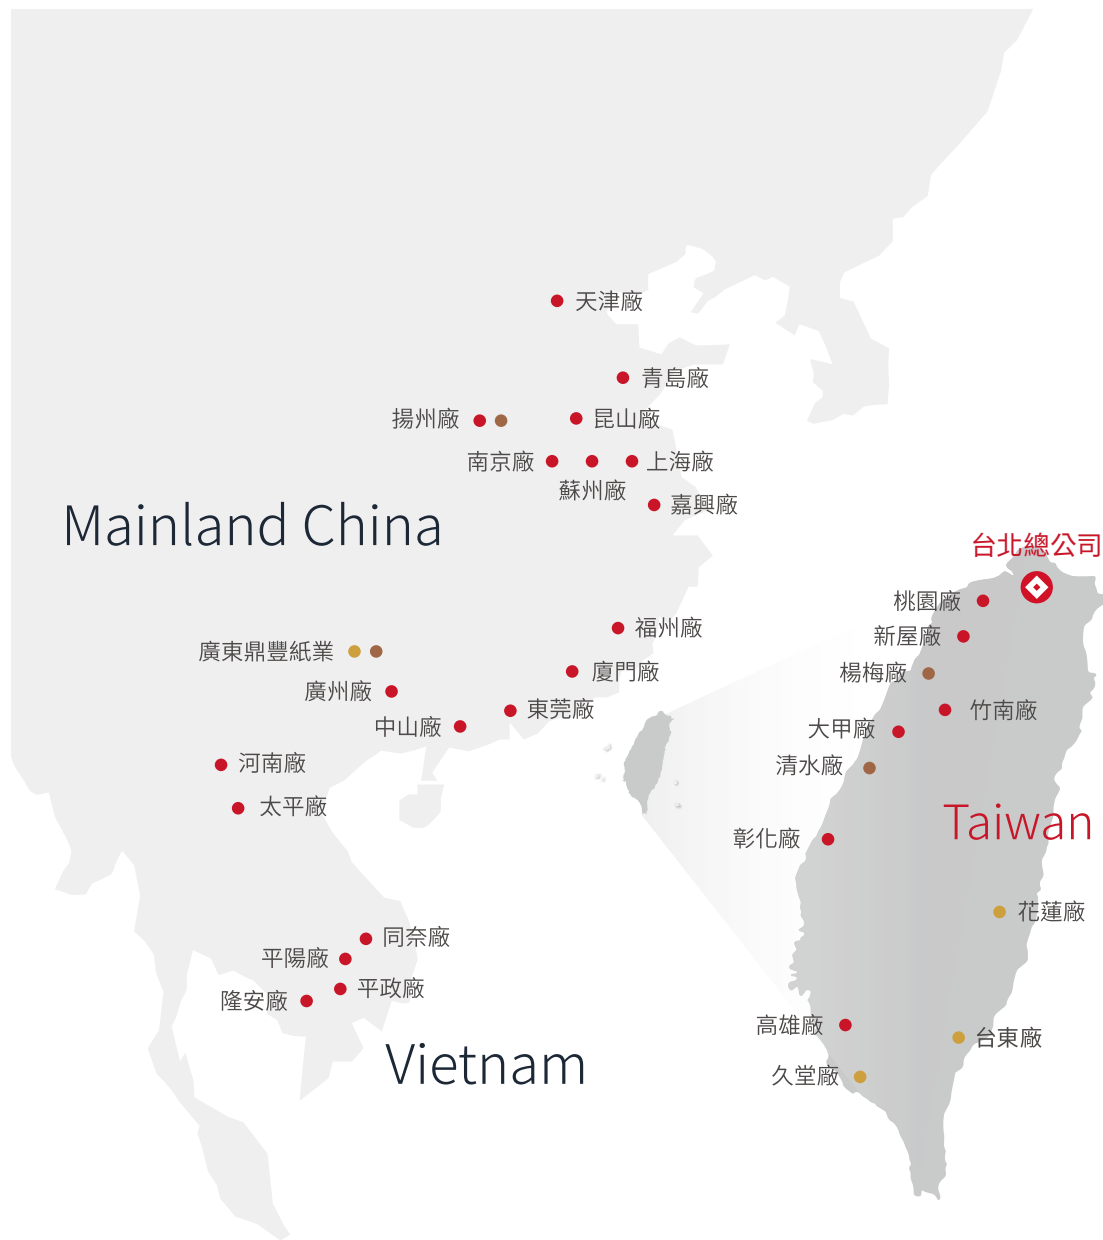 天津廠
青島廠
揚州廠
昆山廠
南京廠
上海廠
蘇州廠
嘉興廠
Mainland China
台北總公司
桃園廠
福州廠
新屋廠
廣東鼎豐紙業
廈門廠
楊梅廠
廣州廠
東莞廠
竹南廠
中山廠
大甲廠
河南廠
清水廠
太平廠
Taiwan
彰化廠
花蓮廠
同奈廠
平陽廠
平政廠
隆安廠
高雄廠
台東廠
Vietnam
久堂廠